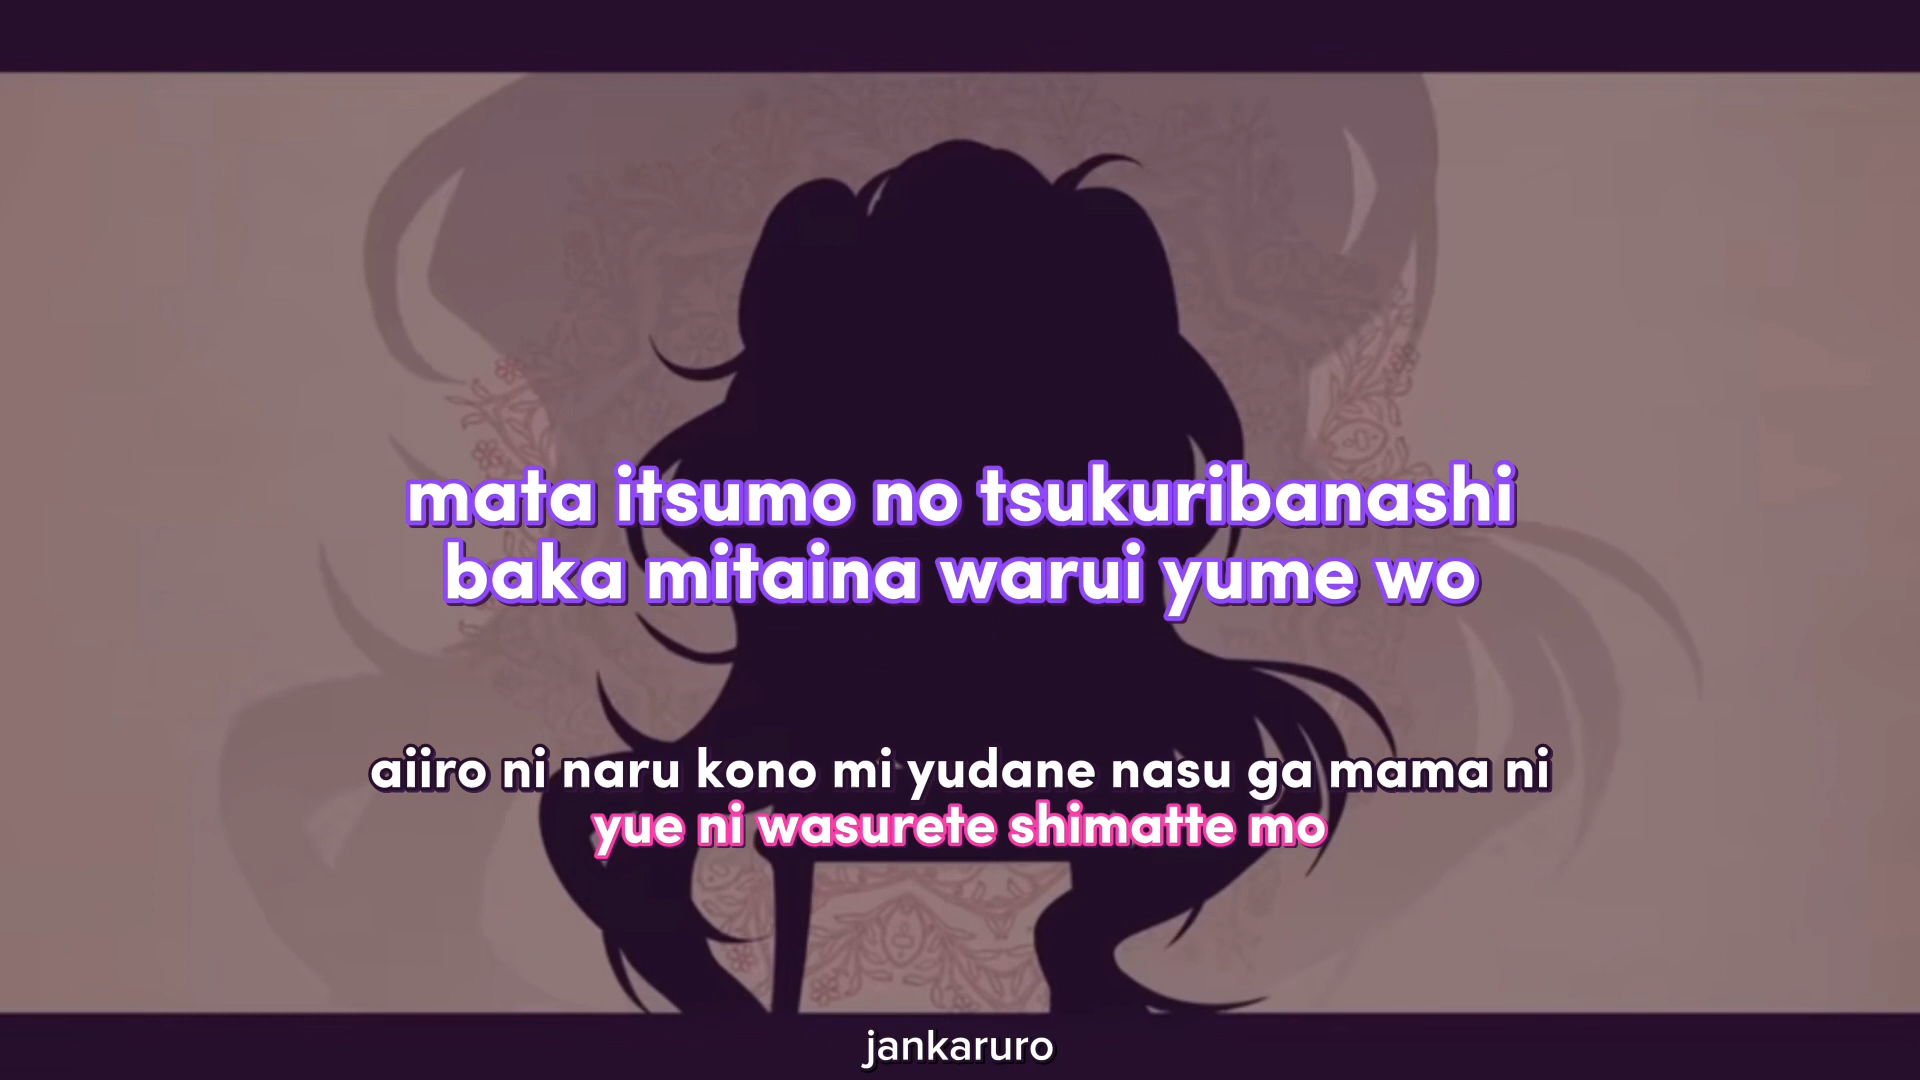 mata itsumo no tsukuribanashi
baka mitaina warui yume wo
aiiro ni naru kono mi yudane nasu ga mama ni
yue ni wasurete shimatte mo
jankaruro